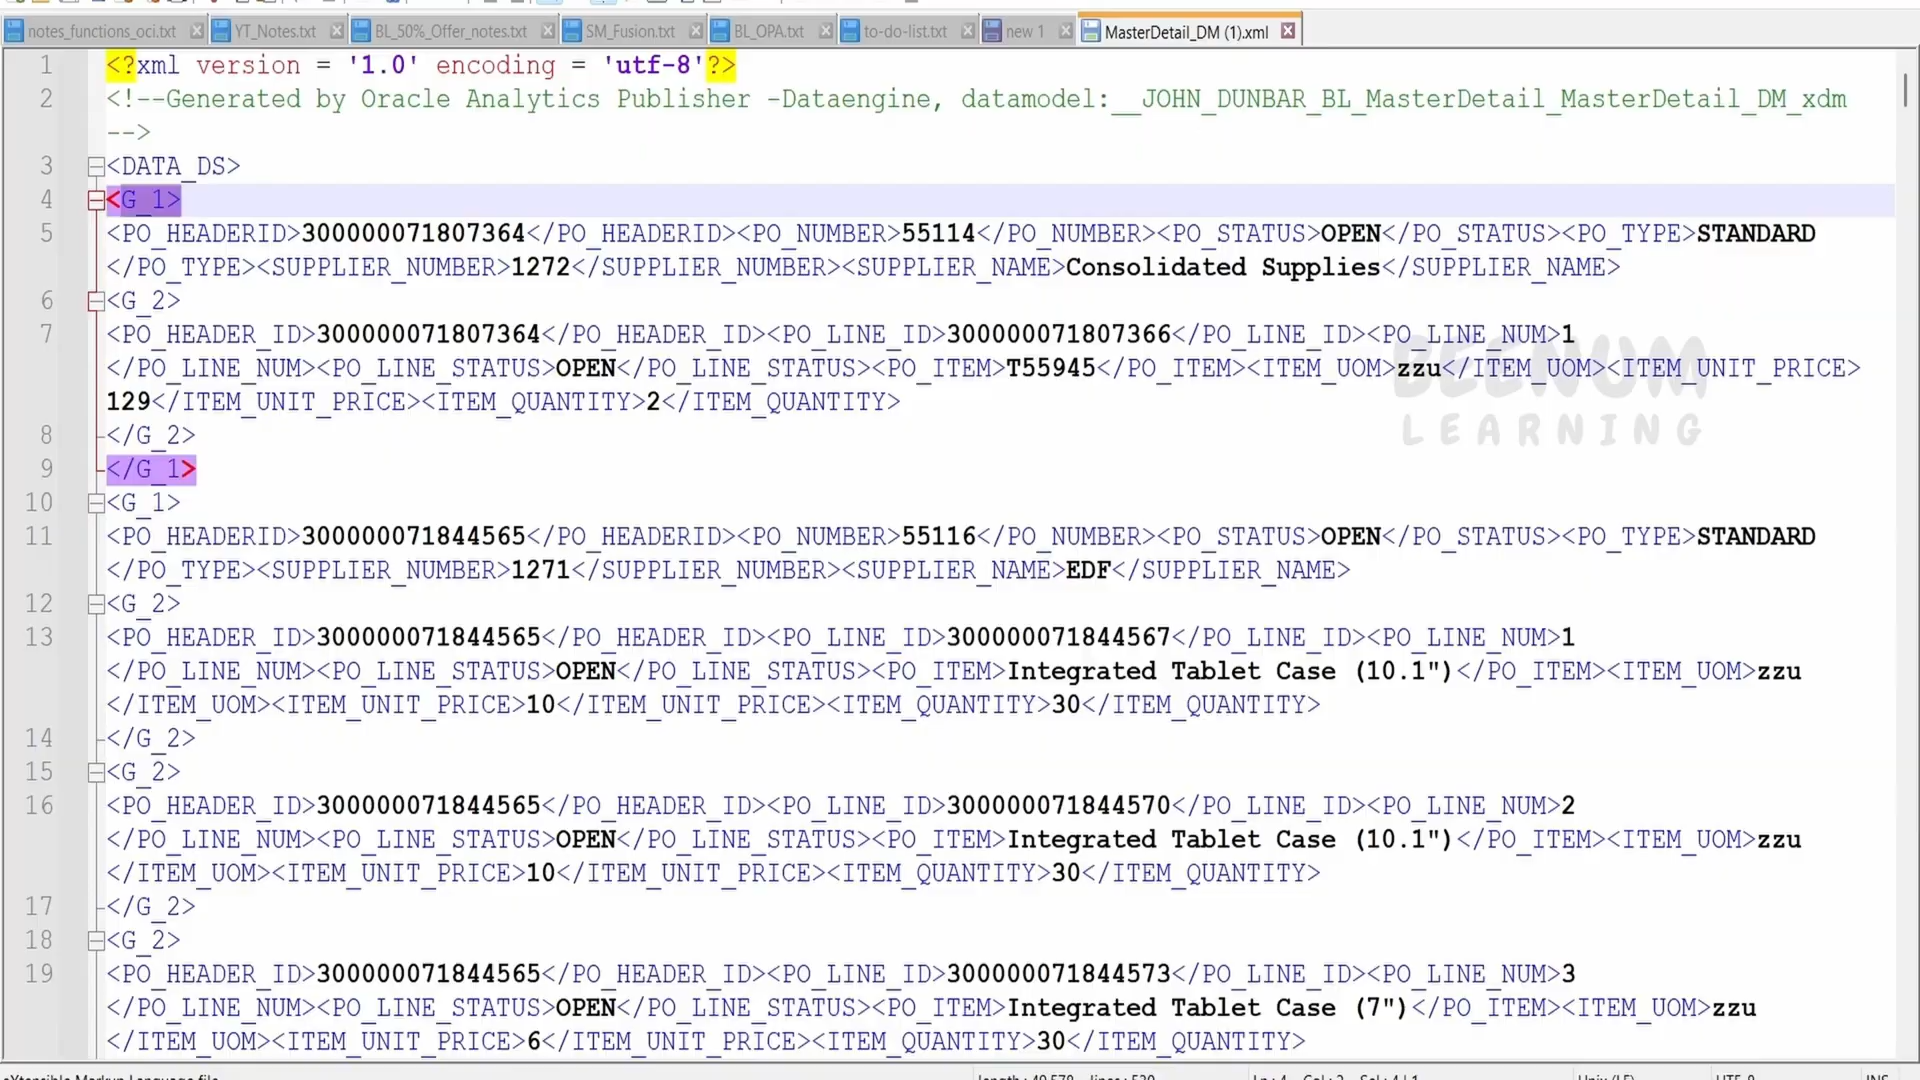 notes_functions_oci.txt YT_Notes.txt BL_50%_Offer_notes.txt SM_Fusion.txt BL_OPA.txt to-do-list.txt new 1 MasterDetail_DM (1).xml
1 <?xml version = '1.0' encoding = 'utf-8'?>
2 <!--Generated by Oracle Analytics Publisher -Dataengine, datamodel:__JOHN_DUNBAR_BL_MasterDetail_MasterDetail_DM_xdm
-->
3 <DATA_DS>
4 <G_1>
5 <PO_HEADERID>300000071807364</PO_HEADERID><PO_NUMBER>55114</PO_NUMBER><PO_STATUS>OPEN</PO_STATUS><PO_TYPE>STANDARD
</PO_TYPE><SUPPLIER_NUMBER>1272</SUPPLIER_NUMBER><SUPPLIER_NAME>Consolidated Supplies</SUPPLIER_NAME>
6 <G_2>
7 <PO_HEADER_ID>300000071807364</PO_HEADER_ID><PO_LINE_ID>300000071807366</PO_LINE_ID><PO_LINE_NUM>1
</PO_LINE_NUM><PO_LINE_STATUS>OPEN</PO_LINE_STATUS><PO_ITEM>T55945</PO_ITEM><ITEM_UOM>zzu</ITEM_UOM><ITEM_UNIT_PRICE>
129</ITEM_UNIT_PRICE><ITEM_QUANTITY>2</ITEM_QUANTITY>
BEENUM
LEARNING
8 </G_2>
9 </G_1>
10 <G_1>
11 <PO_HEADERID>300000071844565</PO_HEADERID><PO_NUMBER>55116</PO_NUMBER><PO_STATUS>OPEN</PO_STATUS><PO_TYPE>STANDARD
</PO_TYPE><SUPPLIER_NUMBER>1271</SUPPLIER_NUMBER><SUPPLIER_NAME>EDF</SUPPLIER_NAME>
12 <G_2>
13 <PO_HEADER_ID>300000071844565</PO_HEADER_ID><PO_LINE_ID>300000071844567</PO_LINE_ID><PO_LINE_NUM>1
</PO_LINE_NUM><PO_LINE_STATUS>OPEN</PO_LINE_STATUS><PO_ITEM>Integrated Tablet Case (10.1")</PO_ITEM><ITEM_UOM>zzu
</ITEM_UOM><ITEM_UNIT_PRICE>10</ITEM_UNIT_PRICE><ITEM_QUANTITY>30</ITEM_QUANTITY>
14 </G_2>
15 <G_2>
16 <PO_HEADER_ID>300000071844565</PO_HEADER_ID><PO_LINE_ID>300000071844570</PO_LINE_ID><PO_LINE_NUM>2
</PO_LINE_NUM><PO_LINE_STATUS>OPEN</PO_LINE_STATUS><PO_ITEM>Integrated Tablet Case (10.1")</PO_ITEM><ITEM_UOM>zzu
</ITEM_UOM><ITEM_UNIT_PRICE>10</ITEM_UNIT_PRICE><ITEM_QUANTITY>30</ITEM_QUANTITY>
17 </G_2>
18 <G_2>
19 <PO_HEADER_ID>300000071844565</PO_HEADER_ID><PO_LINE_ID>300000071844573</PO_LINE_ID><PO_LINE_NUM>3
</PO_LINE_NUM><PO_LINE_STATUS>OPEN</PO_LINE_STATUS><PO_ITEM>Integrated Tablet Case (7")</PO_ITEM><ITEM_UOM>zzu
</ITEM_UOM><ITEM_UNIT_PRICE>6</ITEM_UNIT_PRICE><ITEM_QUANTITY>30</ITEM_QUANTITY>